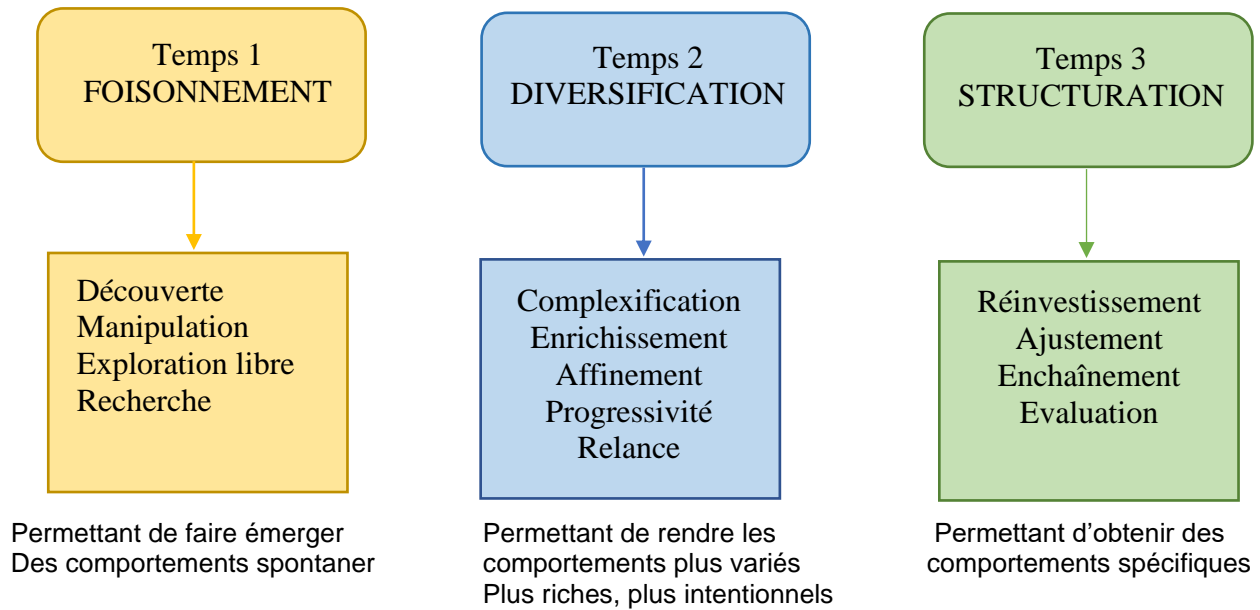 Temps 1
FOISONNEMENT
Découverte
Manipulation
Exploration libre
Recherche
Permettant de faire émerger
Des comportements spontaner
Temps 2
DIVERSIFICATION
Complexification
Enrichissement
Affinement
Progressivité
Relance
Permettant de rendre les
comportements plus variés
Plus riches, plus intentionnels
Temps 3
STRUCTURATION
Réinvestissement
Ajustement
Enchaînement
Evaluation
Permettant d’obtenir des
comportements spécifiques